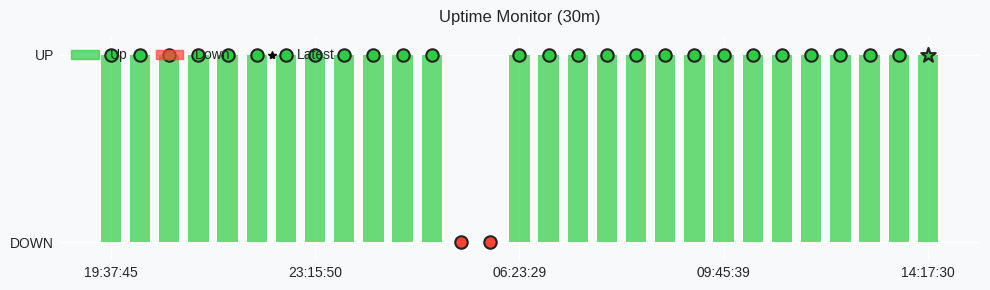 Uptime Monitor (30m)
UP
Up Down Latest
DOWN
19:37:45 23:15:50 06:23:29 09:45:39 14:17:30